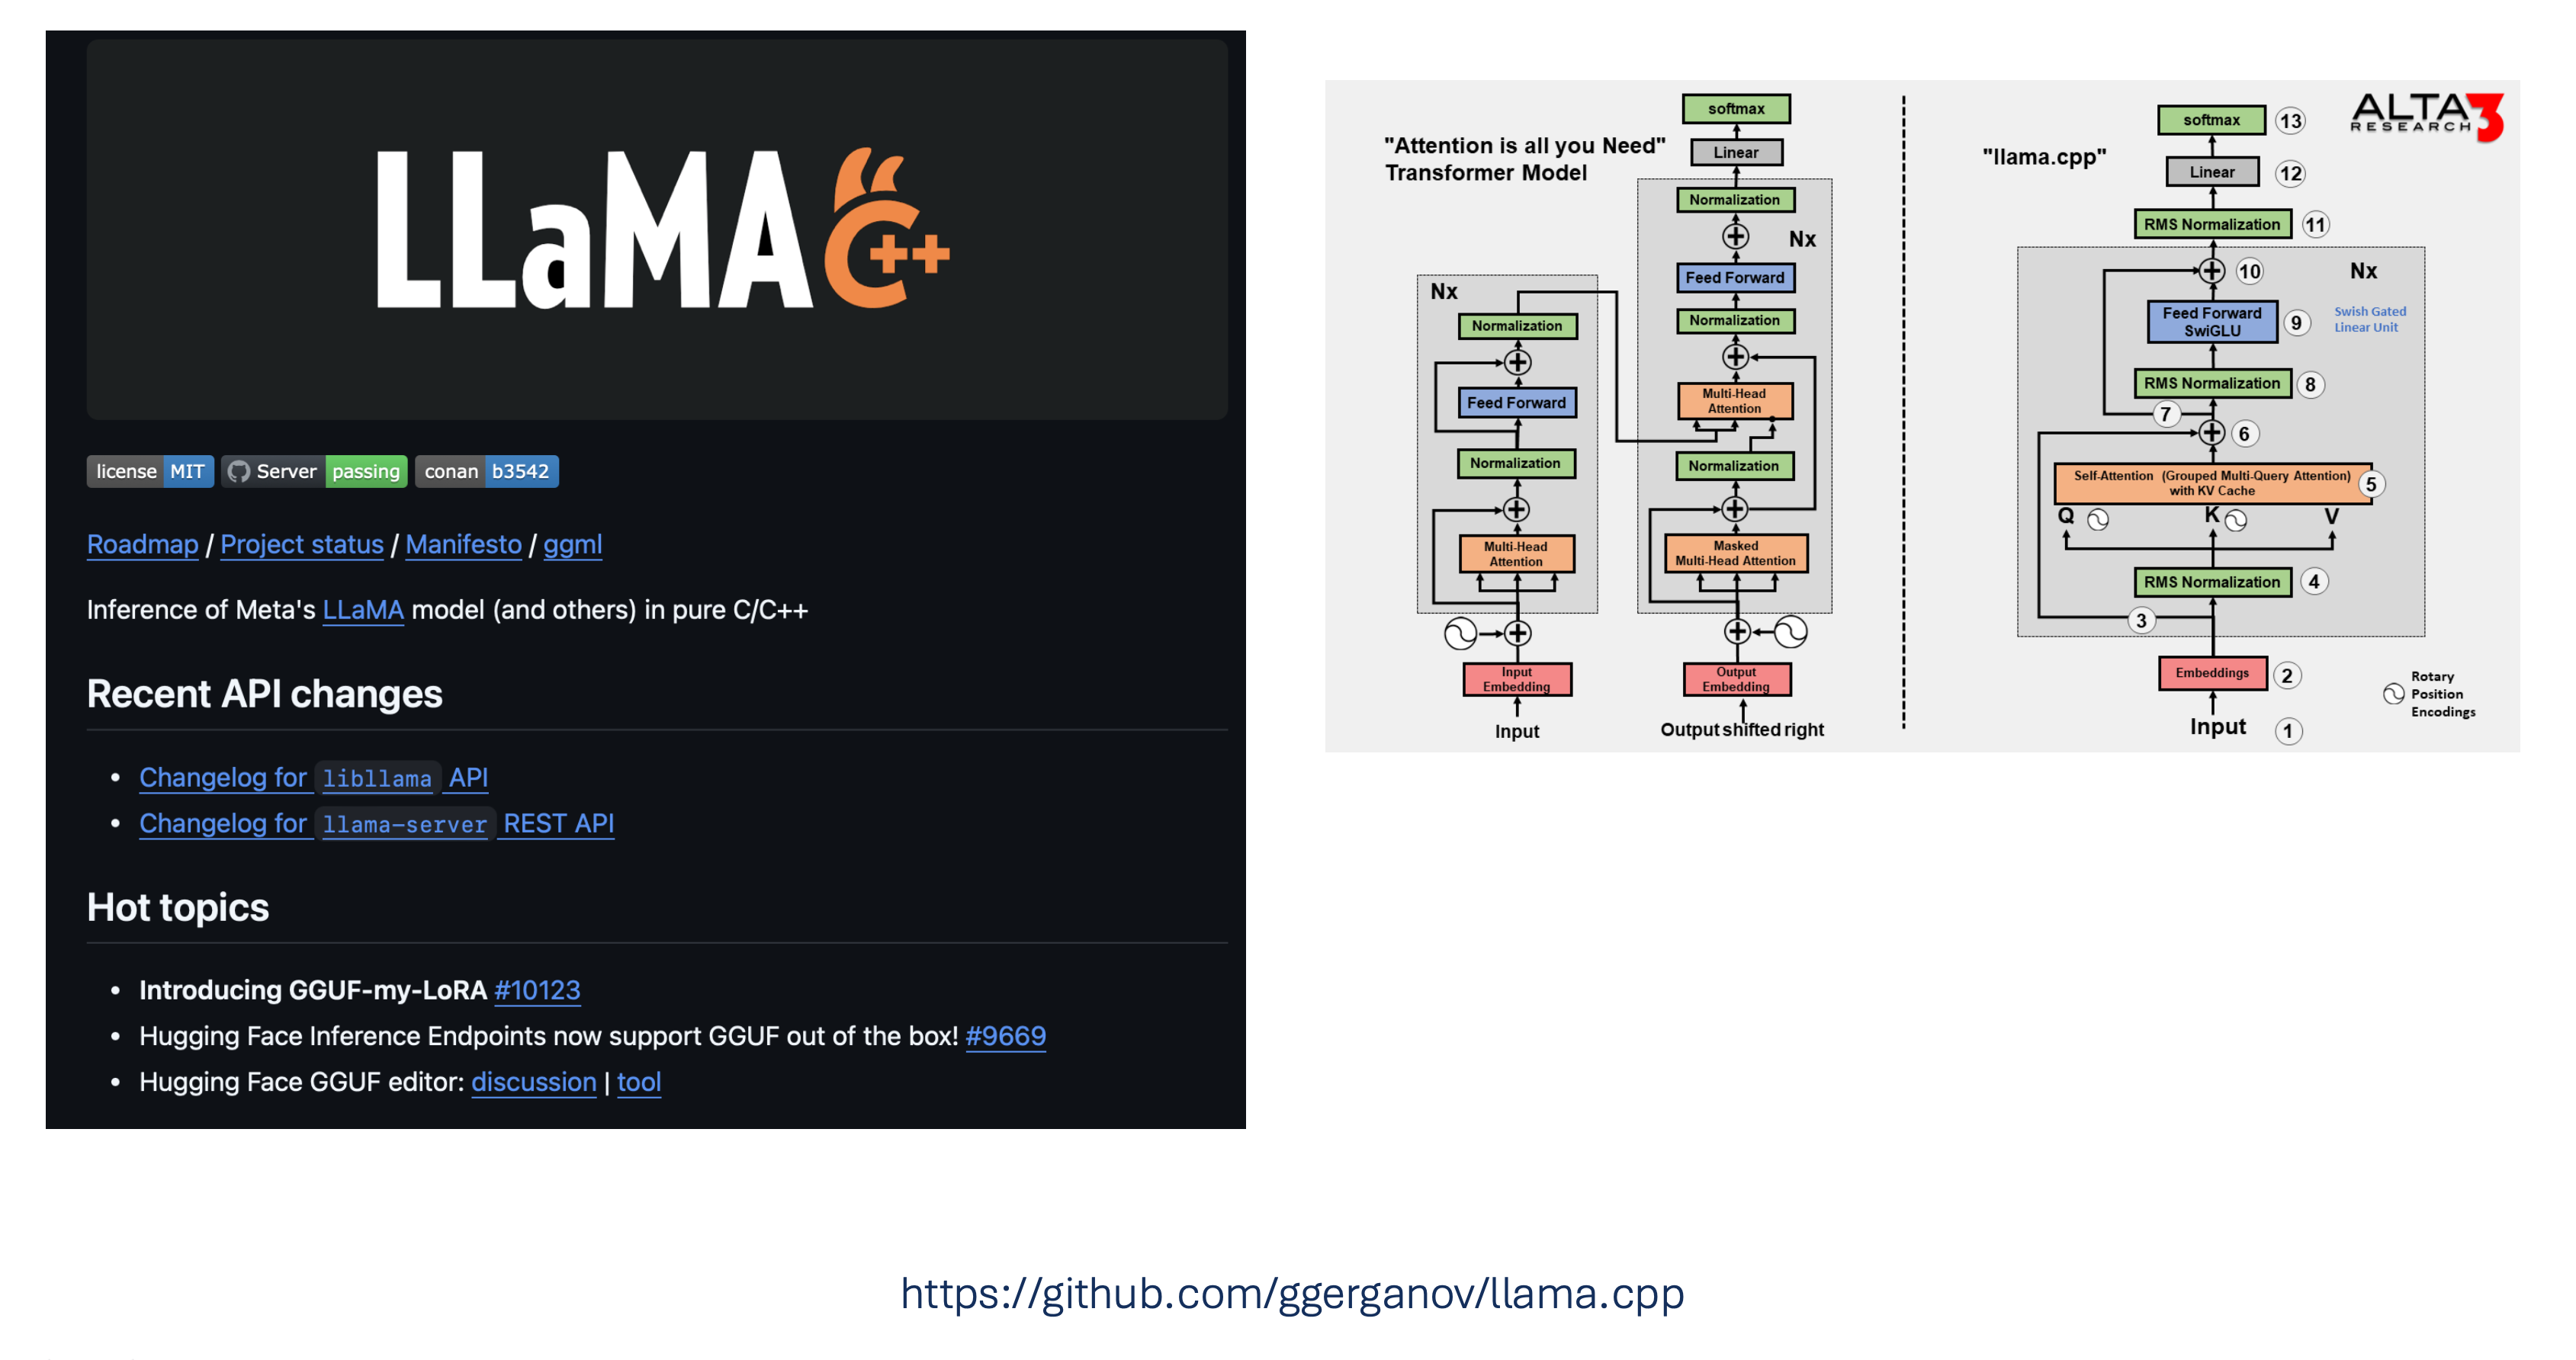 LLaMA C++
license MIT Server passing conan b3542
Roadmap / Project status / Manifesto / ggml
Inference of Meta's LLaMA model (and others) in pure C/C++
Recent API changes
• Changelog for libllama API
• Changelog for llama-server REST API
Hot topics
• Introducing GGUF-my-LoRA #10123
• Hugging Face Inference Endpoints now support GGUF out of the box! #9669
• Hugging Face GGUF editor: discussion | tool
"Attention is all you Need"
Transformer Model
Nx
Normalization
Feed Forward
Normalization
Multi-Head
Attention
Input
Embedding
Input
softmax
Linear
Normalization
Nx
Feed Forward
Normalization
Multi-Head
Attention
Normalization
Masked
Multi-Head Attention
Output
Embedding
Output shifted right
"llama.cpp"
ALTA3
RESEARCH
softmax 13
Linear 12
RMS Normalization 11
10
Nx
Feed Forward
SwiGLU
9
Swish Gated
Linear Unit
RMS Normalization 8
7
6
Self-Attention (Grouped Multi-Query Attention)
with KV Cache
5
Q K V
RMS Normalization 4
3
Embeddings 2
Input 1
Rotary
Position
Encodings
https://github.com/ggerganov/llama.cpp